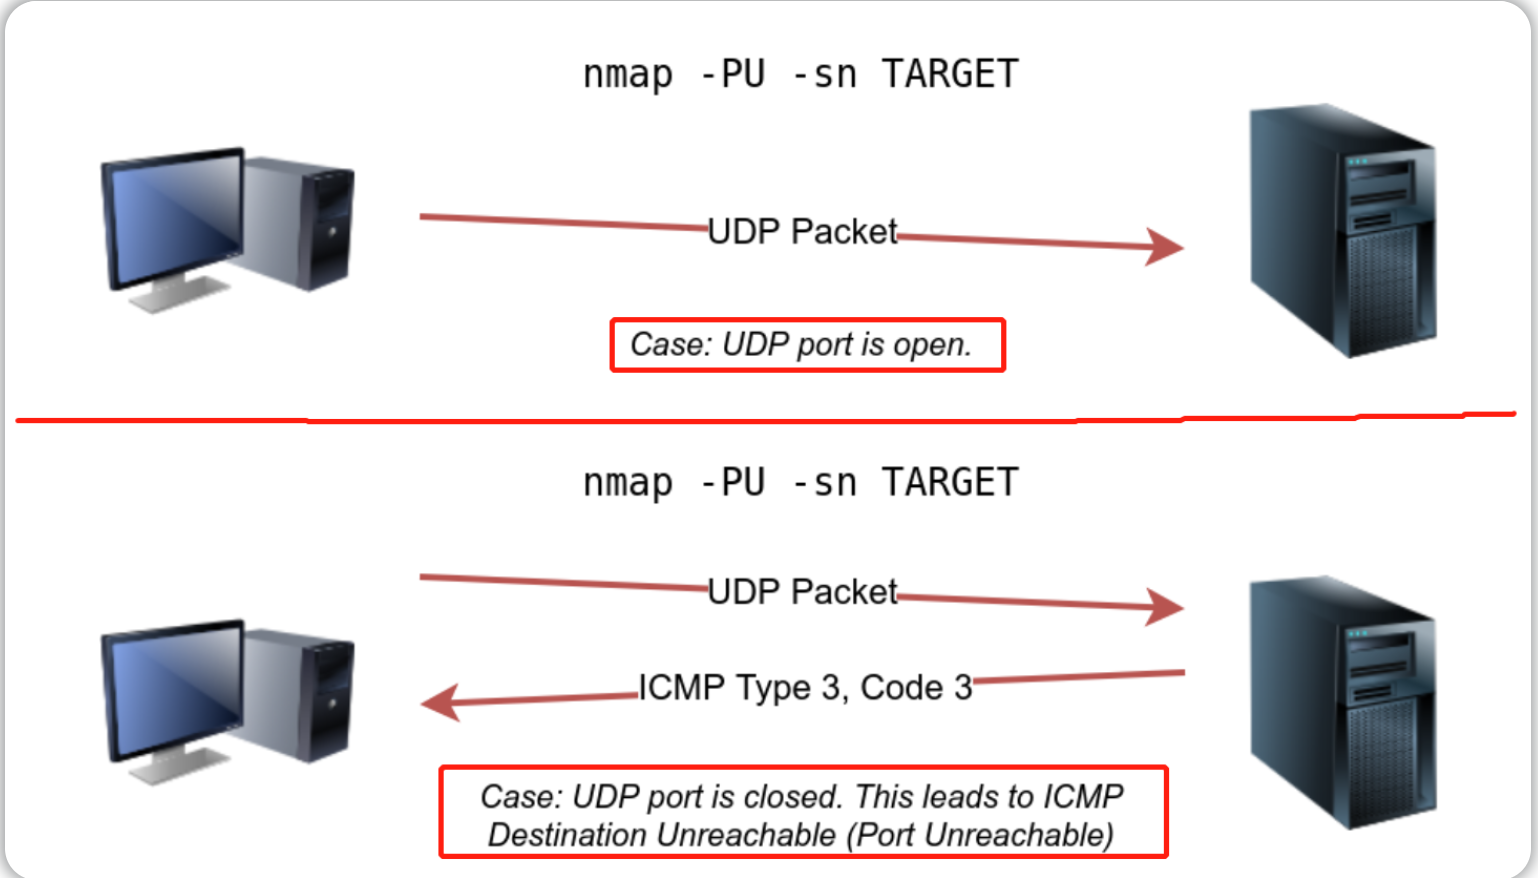 nmap -PU -sn TARGET
UDP Packet
Case: UDP port is open.
nmap -PU -sn TARGET
UDP Packet
ICMP Type 3, Code 3
Case: UDP port is closed. This leads to ICMP
Destination Unreachable (Port Unreachable)